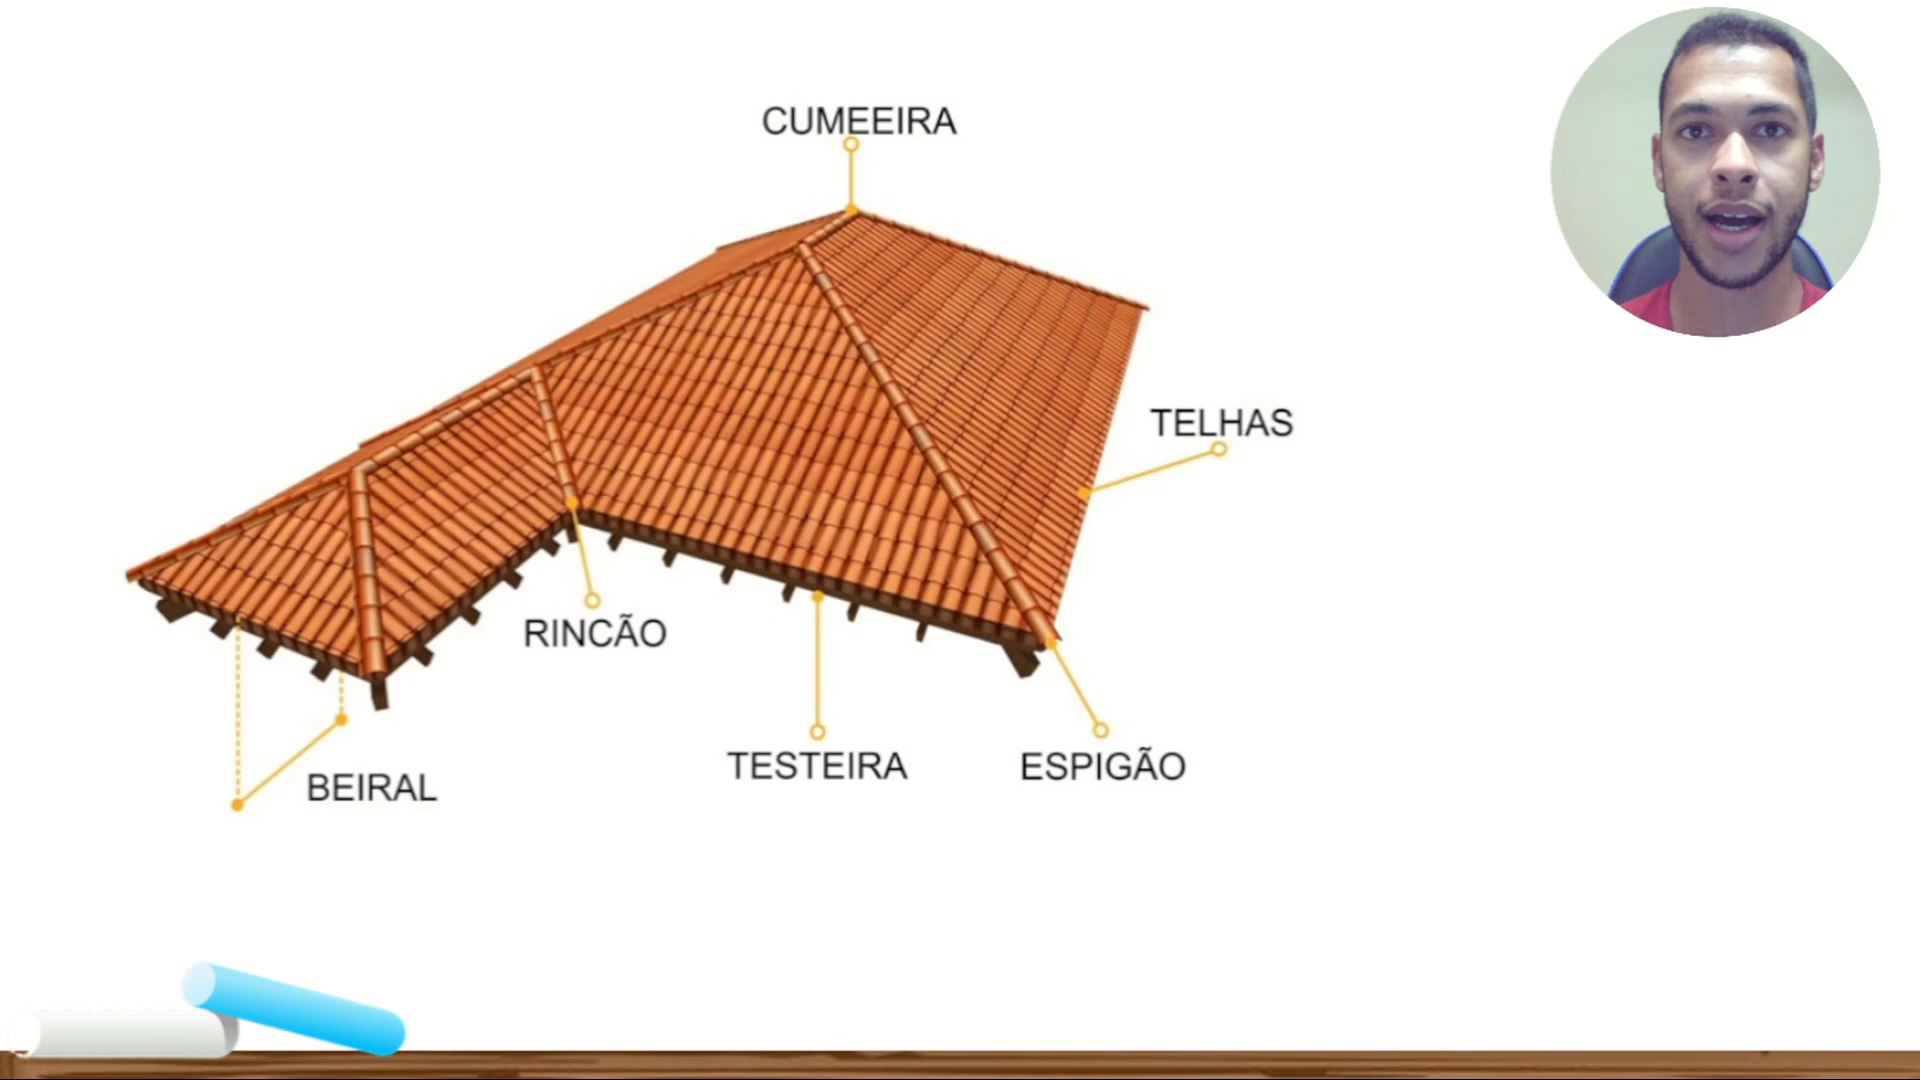 CUMEEIRA
TELHAS
RINCÃO
TESTEIRA
ESPIGÃO
BEIRAL